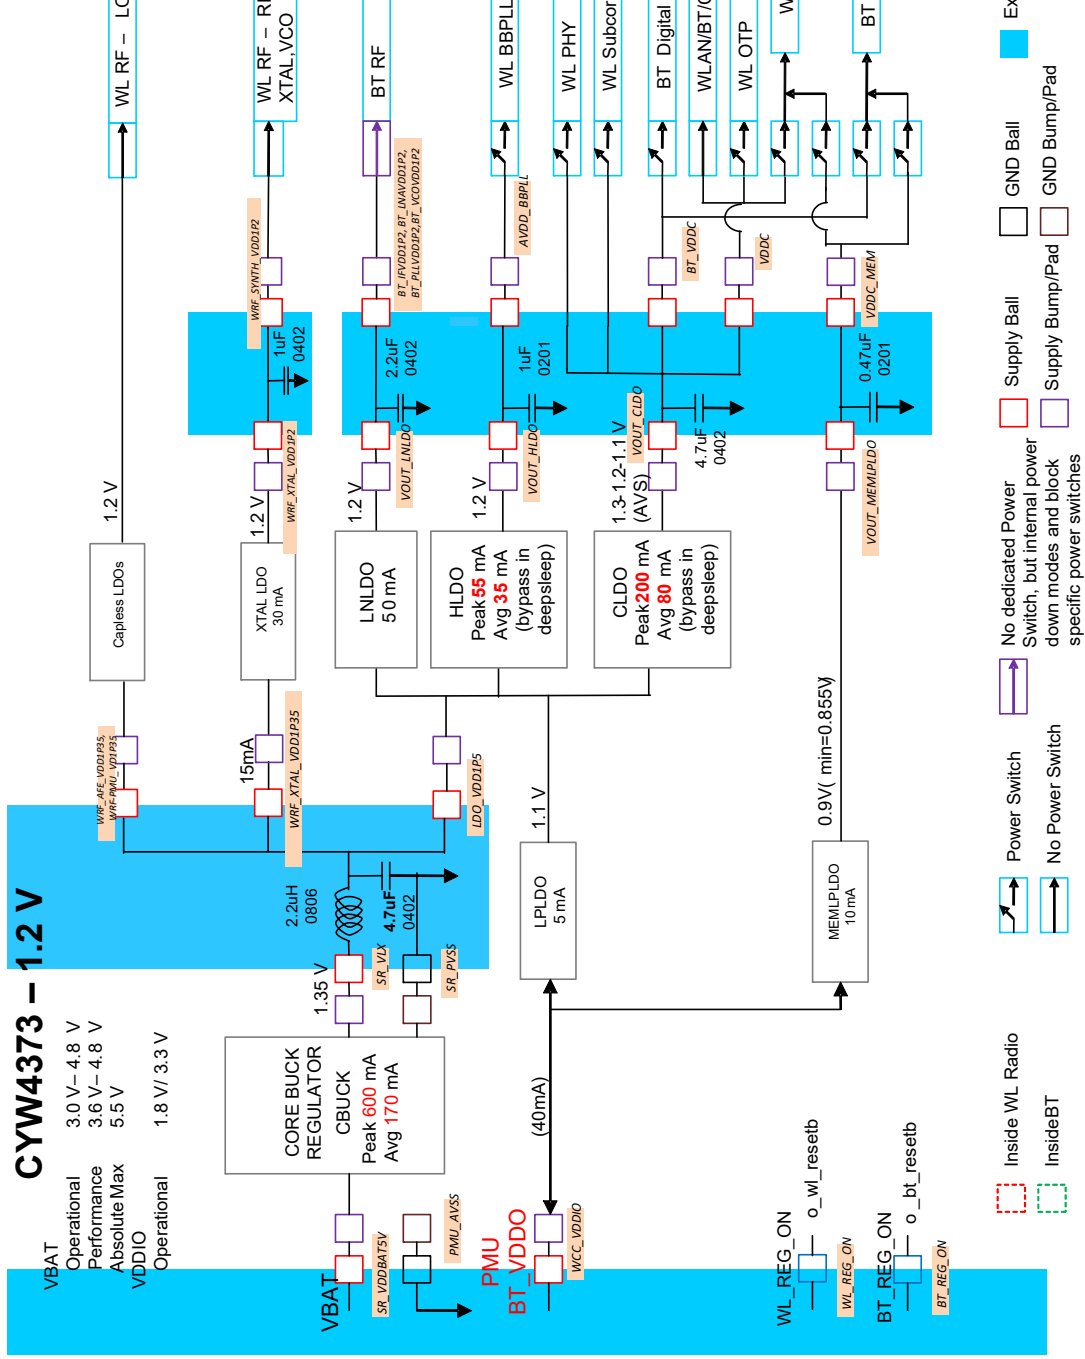 CYW4373 – 1.2 V
VBAT
Operational 3.0 V – 4.8 V
Performance 3.6 V – 4.8 V
Absolute Max 5.5 V
VDDIO
Operational 1.8 V/ 3.3 V
VBAT
SR_VDDBAT5V
PMU_AVSS
PMU
BT_VDDO
WCC_VDDIO
WL_REG_ON
o_wl_resetb
WL_REG_ON
BT_REG_ON
o_bt_resetb
BT_REG_ON
CORE BUCK
REGULATOR
CBUCK
Peak 600 mA
Avg 170 mA
1.35 V
SR_VLX
SR_PVSS
2.2uH
0806
4.7uF
0402
(40mA)
LPLDO
5 mA
1.1 V
MEMLPLDO
10 mA
0.9V( min=0.855V)
WRF_AFE_VDD1P35,
WRF-PMU_VD1P35
15mA
WRF_XTAL_VDD1P35
LDO_VDD1P5
Capless LDOs
1.2 V
XTAL LDO
30 mA
1.2 V
WRF_XTAL_VDD1P2
LNLDO
50mA
1.2 V
VOUT_LNLDO
HLDO
Peak 55 mA
Avg 35 mA
(bypass in
deepsleep)
1.2 V
VOUT_HLDO
CLDO
Peak 200 mA
Avg 80 mA
(bypass in
deepsleep)
1.3-1.2-1.1 V
(AVS)
VOUT_CLDO
VOUT_MEMLPLDO
1uF
0402
2.2uF
0402
1uF
0201
4.7uF
0402
0.47uF
0201
WRF_SYNTH_VDD1P2
BT_IFVDD1P2, BT_LNAVDD1P2,
BT_PLLVDD1P2,BT_VCOVDD1P2
AVDD_BBPLL
BT_VDDC
VDDC
VDDC_MEM
WL RF –
WL RF –
XTAL,VCO
BT RF
WL BBPLL
WL PHY
WL
BT Digital
WL OTP
BT
Inside WL Radio
InsideBT
Power Switch
No Power Switch
No dedicated Power
Switch, but internal power
down modes and block
specific power switches
Supply Ball
Supply Bump/Pad
GND Ball
GND Bump/Pad